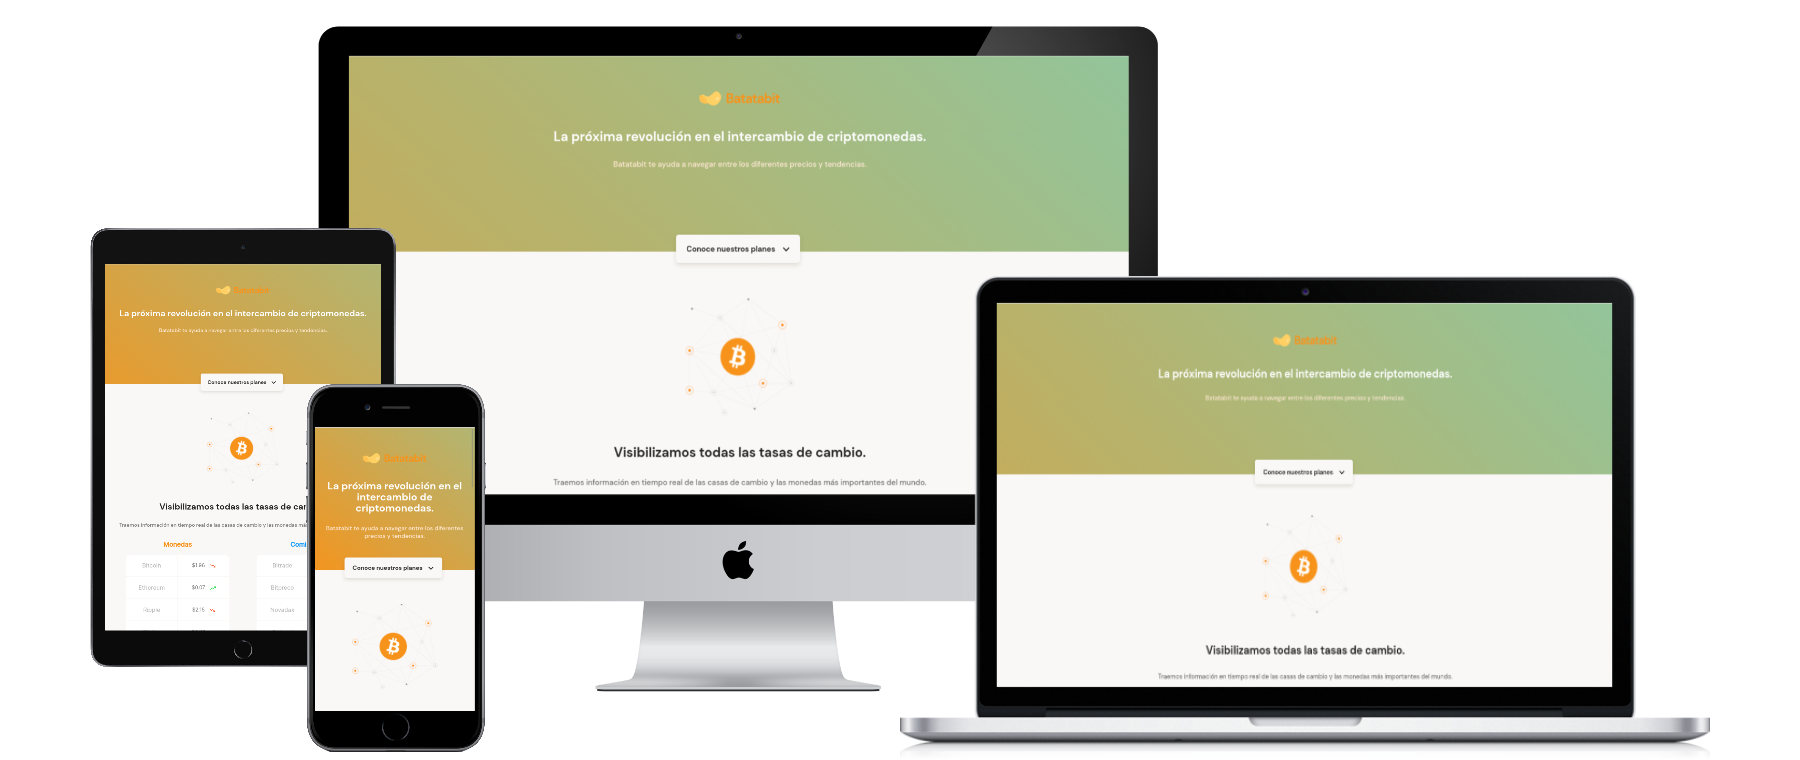 Batatabit
La próxima revolución en el intercambio de criptomonedas.
Batatabit te ayuda a navegar entre los diferentes precios y tendencias.
Conoce nuestros planes
Visibilizamos todas las tasas de cambio.
Traemos información en tiempo real de las casas de cambio y las monedas más importantes del mundo.
Batatabit
La próxima revolución en el intercambio de criptomonedas.
Batatabit te ayuda a navegar entre los diferentes precios y tendencias.
Conoce nuestros planes
Visibilizamos todas las tasas de
Traemos información en tiempo real de las casas de cambio y las monedas
Monedas
Bitcoin $1.96
Bitrade
Ethereum $0.07
Bitpreco
Ripple $2.15
Novadax
Batatabit
La próxima revolución en el
intercambio de
criptomonedas.
Batatabit te ayuda a navegar entre los diferentes
precios y tendencias.
Conoce nuestros planes
Batatabit
La próxima revolución en el intercambio de criptomonedas.
Batatabit te ayuda a navegar entre los diferentes precios y tendencias.
Conoce nuestros planes
Visibilizamos todas las tasas de cambio.
Traemos información en tiempo real de las casas de cambio y las monedas más importantes del mundo.